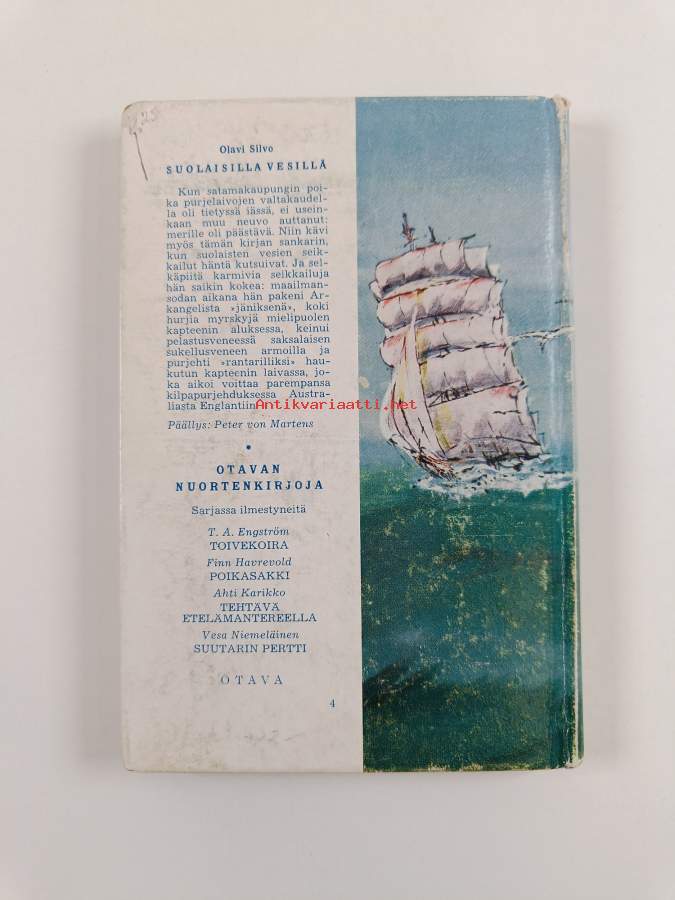 Olavi Silvo
SUOLAISILLA VESILLÄ
Kun satamakaupungin poi-
ka purjelaivojen valtakaudel-
la oli tietyssä iässä, ei usein-
kaan muu neuvo auttanut:
merille oli päästävä. Niin kävi
myös tämän kirjan sankarin,
kun suolaisten vesien seik-
kailut häntä kutsuivat. Ja sel-
käpiitä karmivia seikkailuja
hän saikin kokea: maailman-
sodan aikana hän pakeni Ar-
kangelista »jäniksenä», koki
hurjia myrskyjä mielipuolen
kapteenin aluksessa, keinui
pelastusveneessä saksalaisen
sukellusveneen armoilla ja
purjehti »rantarilliksi» hau-
kutun kapteenin laivassa, jo-
ka aikoi voittaa parempansa
kilpapurjehduksessa Austra-
liasta Englantiin
Antikvariaatti.net
Päällys: Peter von Martens
•
OTAVAN
NUORTENKIRJOJA
Sarjassa ilmestyneitä
T. A. Engström
TOIVEKOIRA
Finn Havrevold
POIKASAKKI
Ahti Karikko
TEHTÄVÄ
ETELÄMANTEREELLA
Vesa Niemeläinen
SUUTARIN PERTTI
OTAVA
4